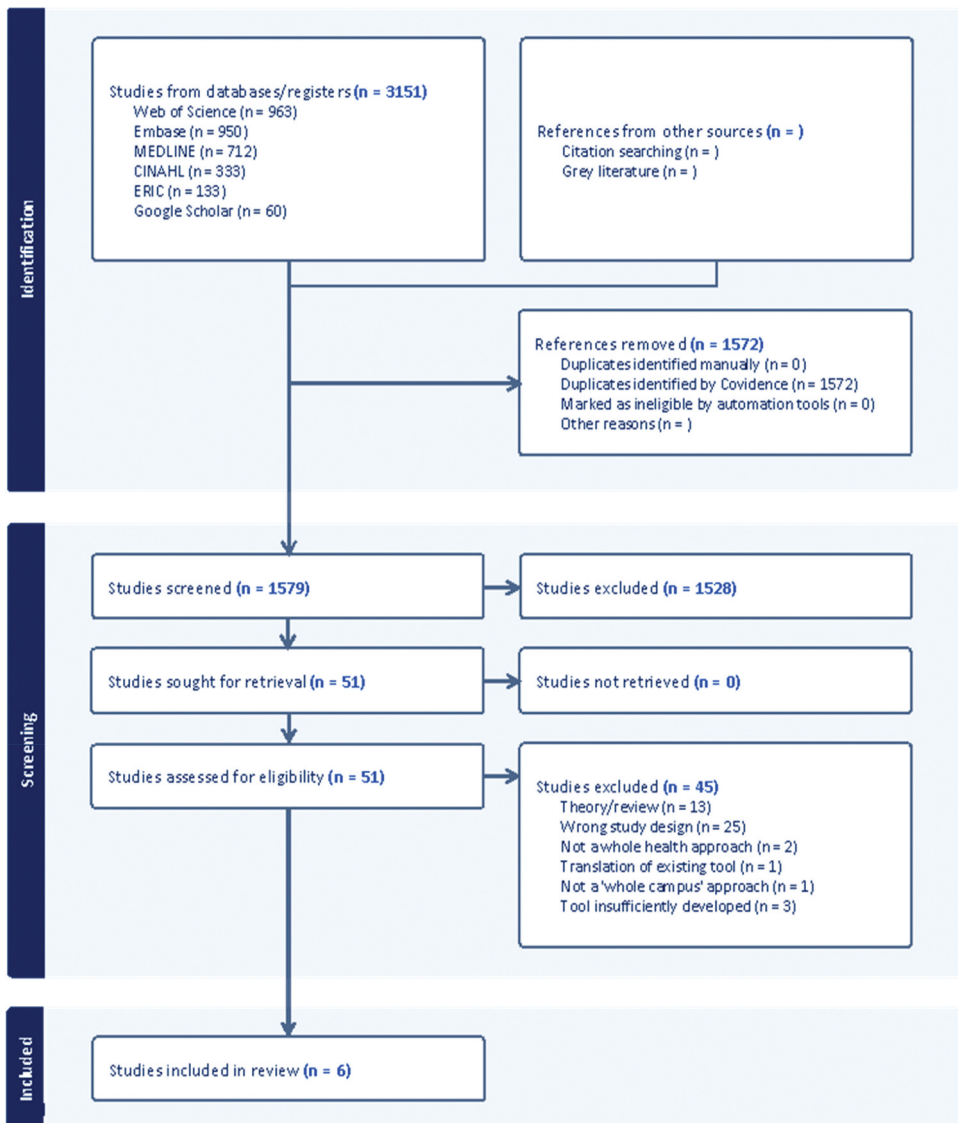 Identification
Studies from databases/registers (n = 3151)
Web of Science (n = 963)
Embase (n = 950)
MEDLINE (n = 712)
CINAHL (n = 333)
ERIC (n = 133)
Google Scholar (n = 60)
References from other sources (n = )
Citation searching (n = )
Grey literature (n = )
References removed (n = 1572)
Duplicates identified manually (n = 0)
Duplicates identified by Covidence (n = 1572)
Marked as ineligible by automation tools (n = 0)
Other reasons (n = )
Screening
Studies screened (n = 1579)
Studies excluded (n = 1528)
Studies sought for retrieval (n = 51)
Studies not retrieved (n = 0)
Studies assessed for eligibility (n = 51)
Studies excluded (n = 45)
Theory/review (n = 13)
Wrong study design (n = 25)
Not a whole health approach (n = 2)
Translation of existing tool (n = 1)
Not a 'whole campus' approach (n = 1)
Tool insufficiently developed (n = 3)
Included
Studies included in review (n = 6)